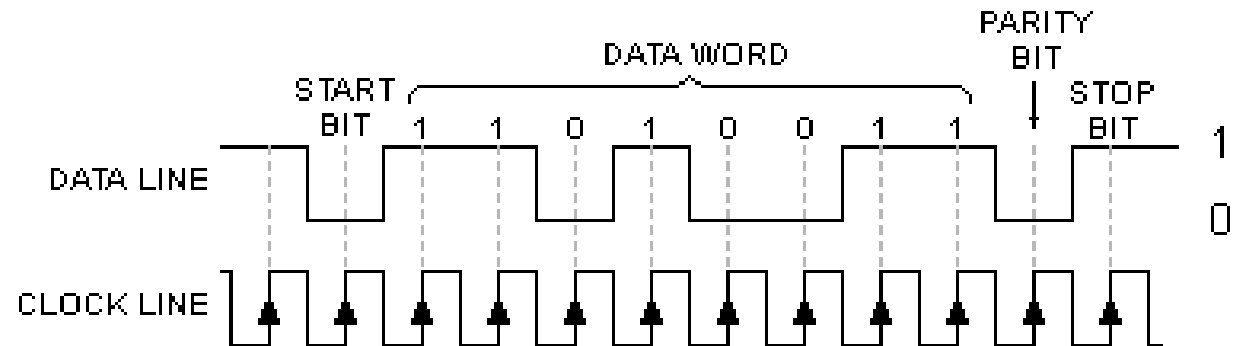 PARITY
BIT
DATA WORD
START
BIT
STOP
BIT
1 1 0 1 0 0 1 1
1
DATA LINE
0
CLOCK LINE